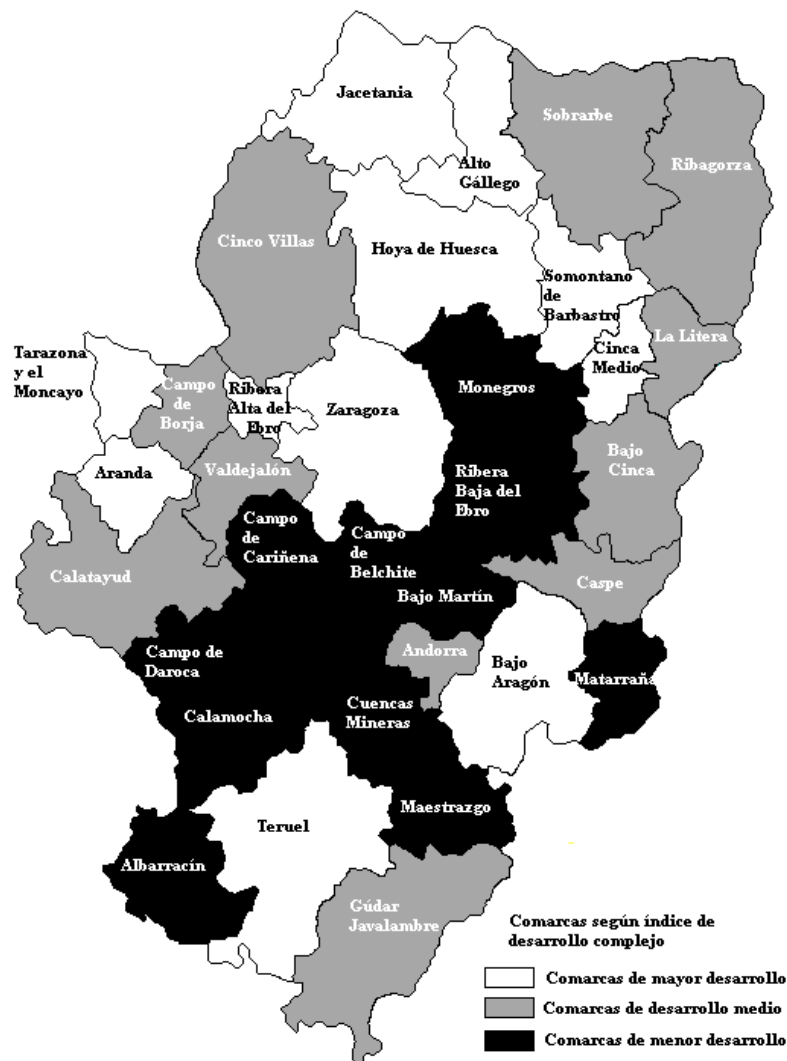 Jacetania
Sobrarbe
Alto
Gállego
Ribagorza
Cinco Villas
Hoya de Huesca
Somontano
de
Barbastro
La Litera
Tarazona
y el
Moncayo
Cinca
Medio
Campo
de
Borja
Ribera
Alta del
Ebro
Zaragoza
Monegros
Aranda
Valdejalón
Ribera
Baja del
Ebro
Bajo
Cinca
Campo
de
Cariñena
Campo
de
Belchite
Calatayud
Caspe
Bajo Martín
Campo de
Daroca
Andorra
Bajo
Aragón
Matarraña
Calamocha
Cuencas
Mineras
Maestrazgo
Teruel
Albarracín
Gúdar
Javalambre
Comarcas según índice de
desarrollo complejo
Comarcas de mayor desarrollo
Comarcas de desarrollo medio
Comarcas de menor desarrollo